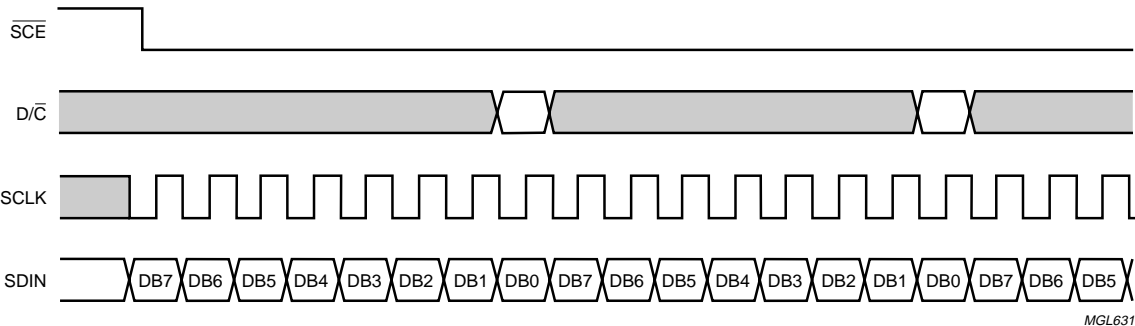 SCE
D/C
SCLK
SDIN DB7 DB6 DB5 DB4 DB3 DB2 DB1 DB0 DB7 DB6 DB5 DB4 DB3 DB2 DB1 DB0 DB7 DB6 DB5
MGL631